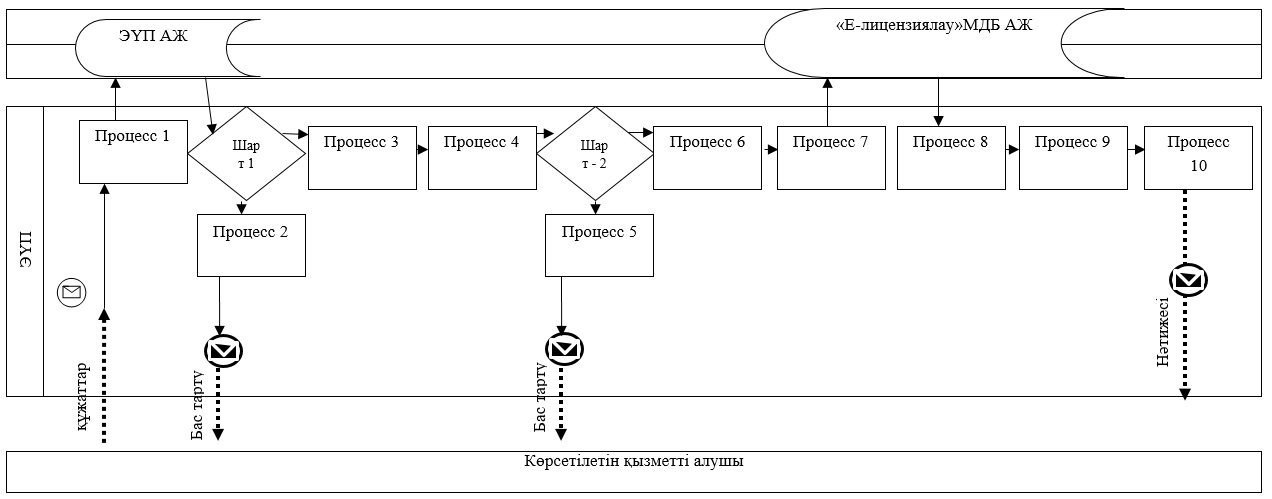 ЭҮП АЖ
«Е-лицензиялау»МДБ АЖ
Процесс 1
Шар
т 1
Процесс 3
Процесс 4
Шар
т - 2
Процесс 6
Процесс 7
Процесс 8
Процесс 9
Процесс
10
Процесс 2
Процесс 5
ЭҮП
құжаттар
Бас тарту
Бас тарту
Нәтижесі
Көрсетілетін қызметті алушы